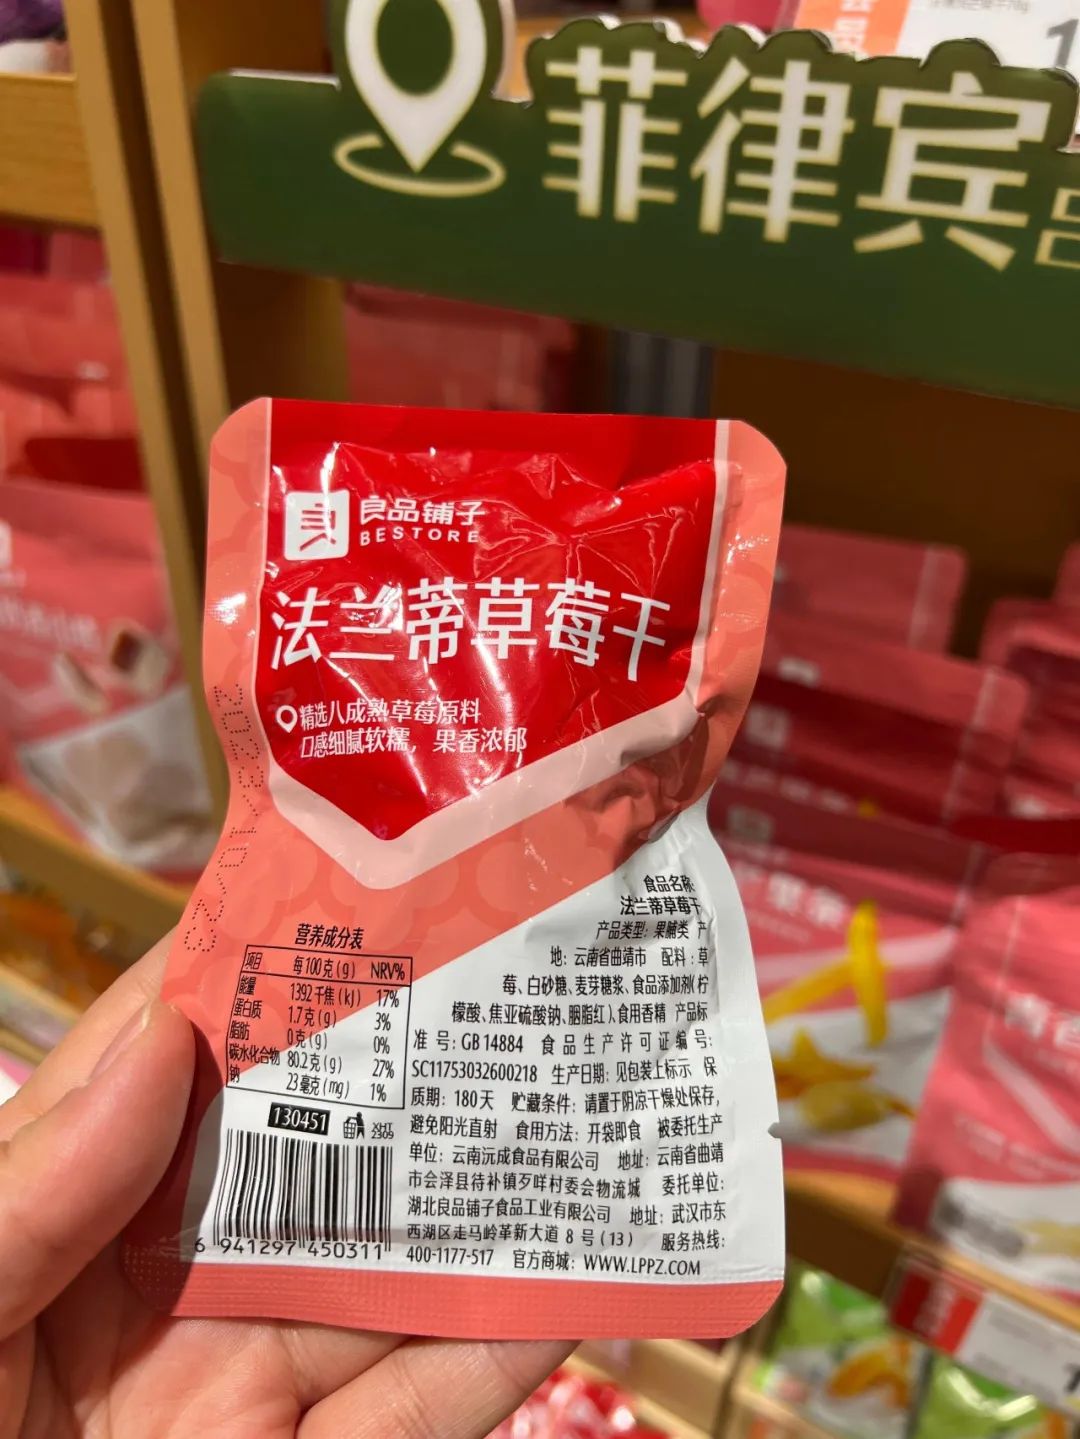 菲律宾
良品铺子
BESTORE
法兰蒂草莓干
精选八成熟草莓原料
口感细腻软糯，果香浓郁
20231023
营养成分表
项目 每100克(g) NRV%
能量 1392千焦(kJ) 17%
蛋白质 1.7克(g) 3%
脂肪 0克(g) 0%
碳水化合物 80.2克(g) 27%
钠 23毫克(mg) 1%
130451
6 941297 450311
食品名称:
法兰蒂草莓干
产品类型: 果脯类 产
地: 云南省曲靖市 配料: 草
莓、白砂糖、麦芽糖浆、食品添加剂(柠
檬酸、焦亚硫酸钠、胭脂红)、食用香精 产品标
准号: GB 14884 食品生产许可证编号:
SC11753032600218 生产日期: 见包装上标示 保
质期: 180天 贮藏条件: 请置于阴凉干燥处保存,
避免阳光直射 食用方法: 开袋即食 被委托生产
单位: 云南沅成食品有限公司 地址: 云南省曲靖
市会泽县待补镇歹咩村委会物流城 委托单位:
湖北良品铺子食品工业有限公司 地址: 武汉市东
西湖区走马岭革新大道 8 号(13) 服务热线:
400-1177-517 官方商城: WWW.LPPZ.COM